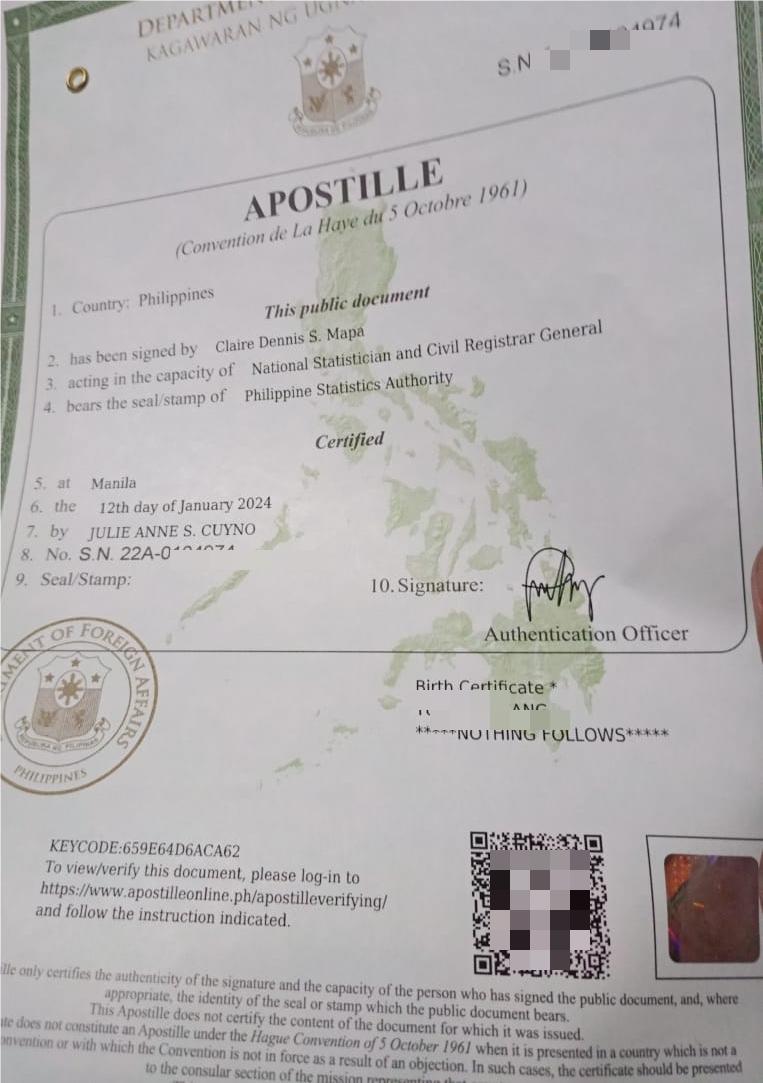 KAGAWARAN NG
S.N
APOSTILLE
(Convention de La Haye du 5 Octobre 1961)
1. Country: Philippines
This public document
2. has been signed by Claire Dennis S. Mapa
3. acting in the capacity of National Statistician and Civil Registrar General
4. bears the seal/stamp of Philippine Statistics Authority
Certified
5. at Manila
6. the 12th day of January 2024
7. by JULIE ANNE S. CUYNO
8. No. S.N.
9. Seal/Stamp:
10. Signature:
Authentication Officer
OF FOREIGN AFFAIRS
PHILIPPINES
Birth Certificate *
*****NOTHING FOLLOWS*****
KEYCODE:659E64D6ACA62
To view/verify this document, please log-in to
https://www.apostilleonline.ph/apostilleverifying/
and follow the instruction indicated.
only certifies the authenticity of the signature and the capacity of the person who has signed the public document, and, where
appropriate, the identity of the seal or stamp which the public document bears.
This Apostille does not certify the content of the document for which it was issued.
does not constitute an Apostille under the Hague Convention of 5 October 1961 when it is presented in a country which is not a
or with which the Convention is not in force as a result of an objection. In such cases, the certificate should be presented
to the consular section of the mission